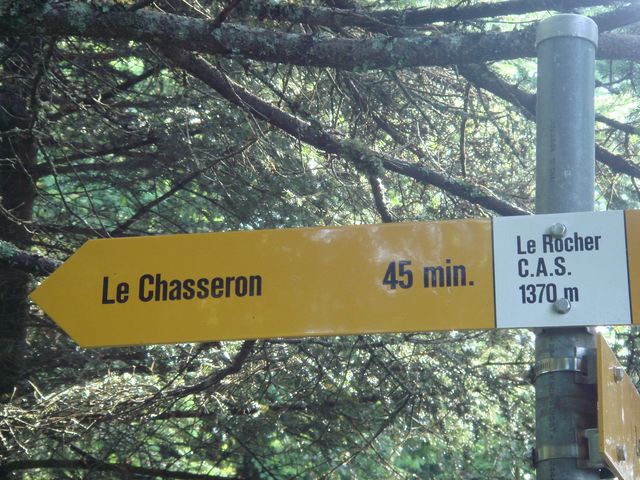 Le Chasseron 45 min.
Le Rocher
C.A.S.
1370 m